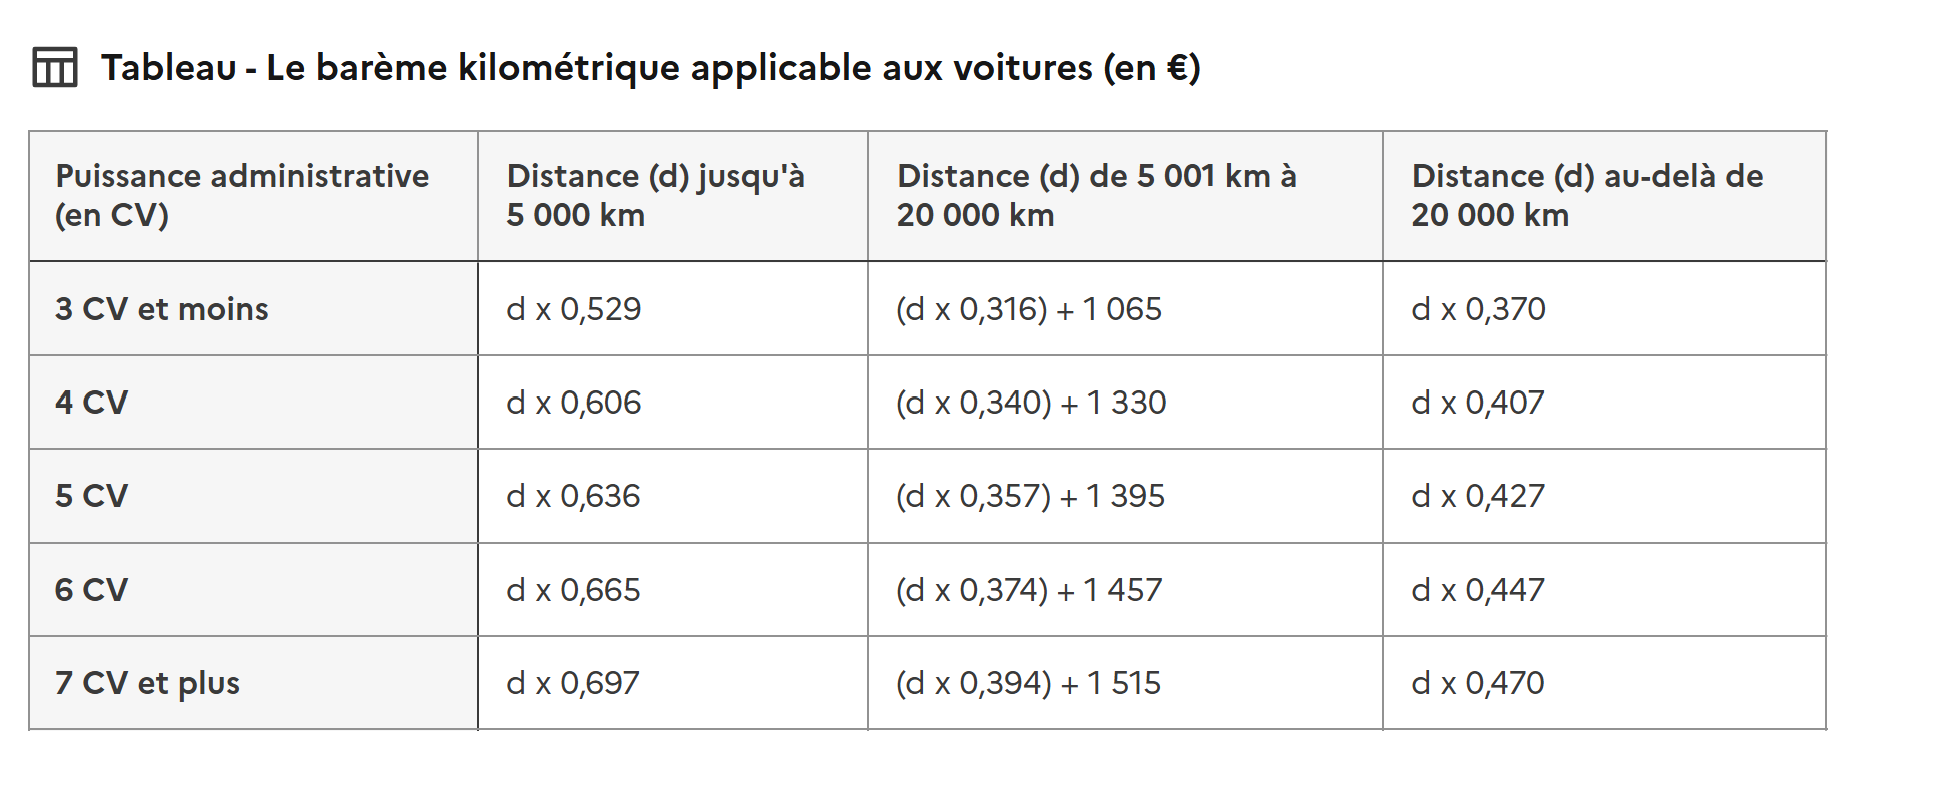 Tableau - Le barème kilométrique applicable aux voitures (en €)
Puissance administrative
(en CV)
Distance (d) jusqu'à
5 000 km
Distance (d) de 5 001 km à
20 000 km
Distance (d) au-delà de
20 000 km
3 CV et moins
d x 0,529
(d x 0,316) + 1 065
d x 0,370
4 CV
d x 0,606
(d x 0,340) + 1 330
d x 0,407
5 CV
d x 0,636
(d x 0,357) + 1 395
d x 0,427
6 CV
d x 0,665
(d x 0,374) + 1 457
d x 0,447
7 CV et plus
d x 0,697
(d x 0,394) + 1 515
d x 0,470